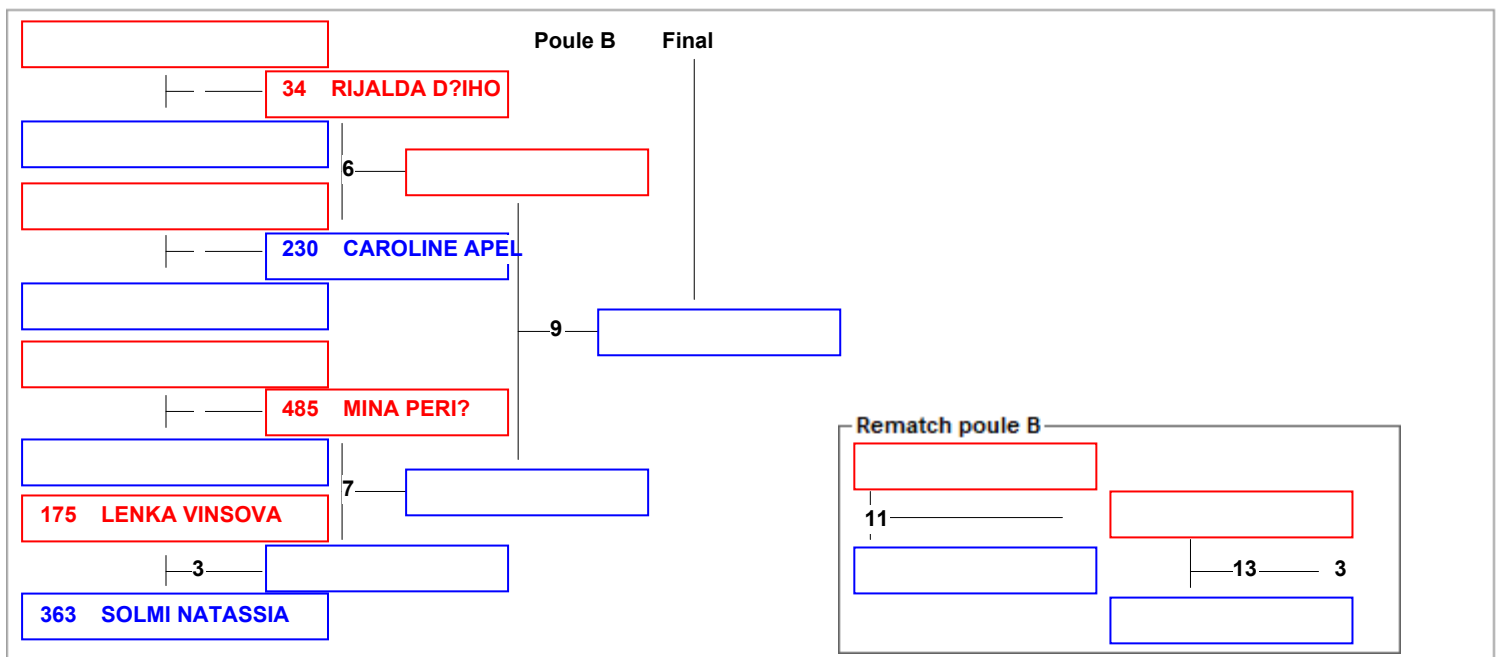 Poule B Final
34 RIJALDA D?IHO
6
230 CAROLINE APEL
9
485 MINA PERI?
7
175 LENKA VINSOVA
3
363 SOLMI NATASSIA
Rematch poule B
11
13 3